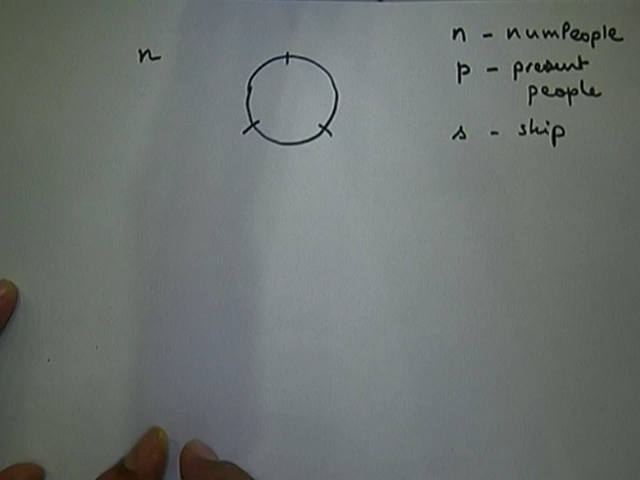 n
n - numPeople
p - present
people
s - skip